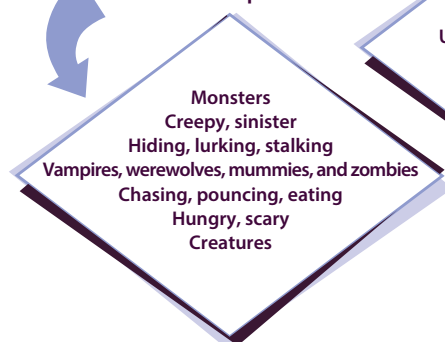 Monsters
Creepy, sinister
Hiding, lurking, stalking
Vampires, werewolves, mummies, and zombies
Chasing, pouncing, eating
Hungry, scary
Creatures